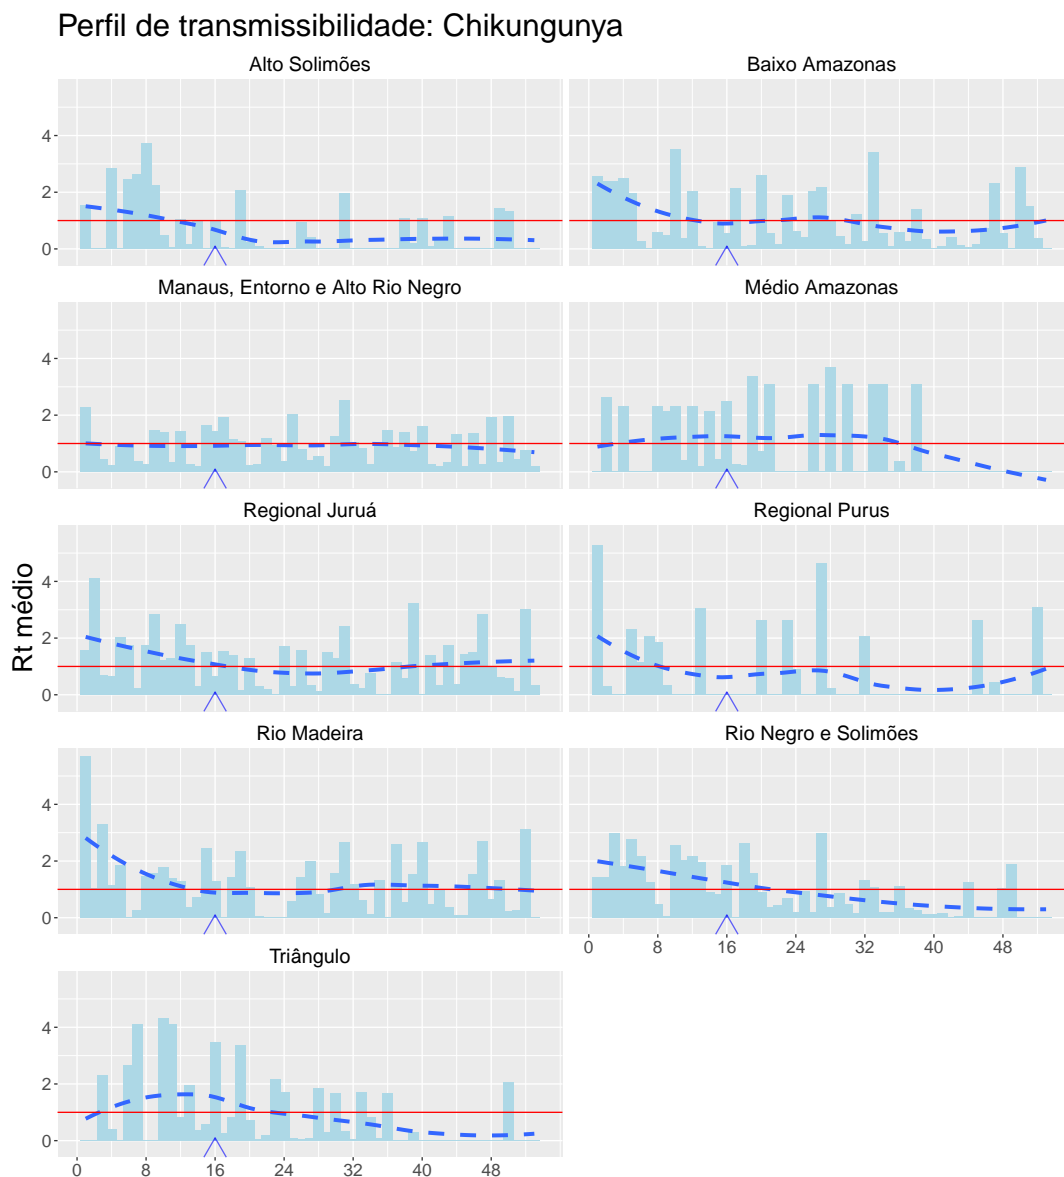 Perfil de transmissibilidade: Chikungunya
Alto Solimões
Baixo Amazonas
4
2
0
Manaus, Entorno e Alto Rio Negro
Médio Amazonas
4
2
0
Regional Juruá
Regional Purus
4
2
0
Rt médio
Rio Madeira
Rio Negro e Solimões
4
2
0
0 8 16 24 32 40 48
Triângulo
4
2
0
0 8 16 24 32 40 48